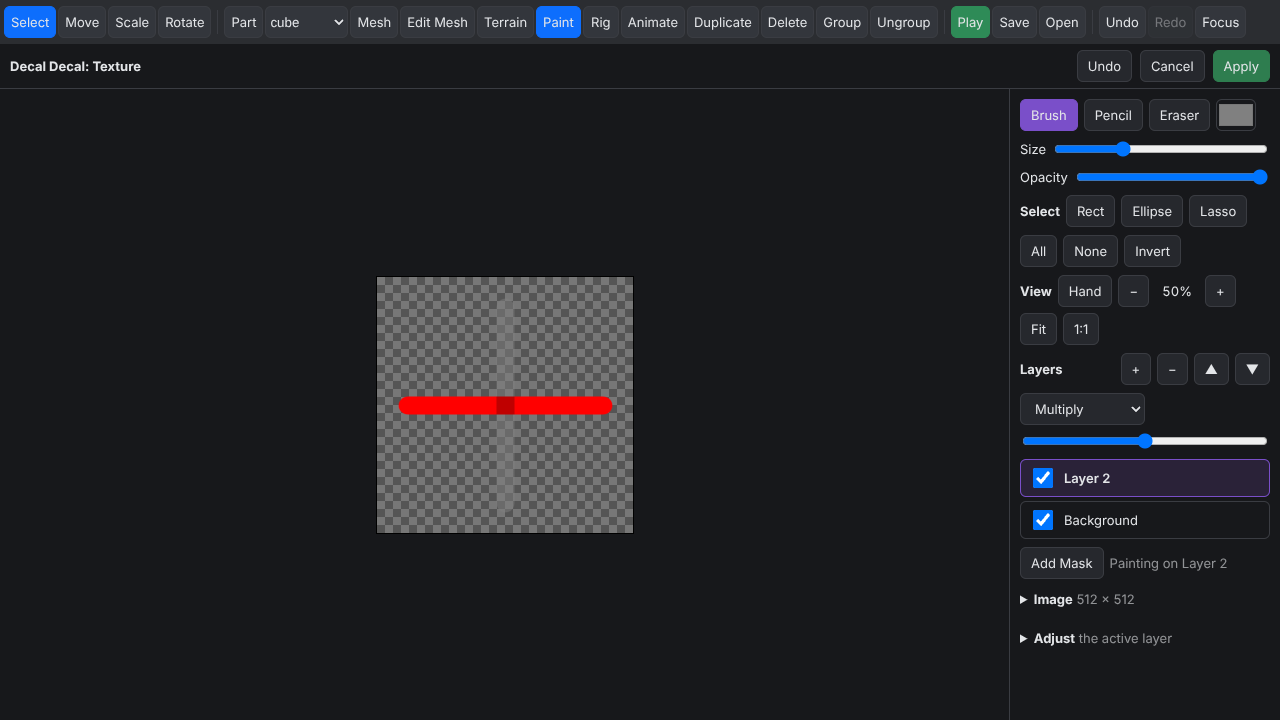 Select Move Scale Rotate Part cube Mesh Edit Mesh Terrain Paint Rig Animate Duplicate Delete Group Ungroup Play Save Open Undo Redo Focus
Decal Decal: Texture Undo Cancel Apply
Brush Pencil Eraser
Size
Opacity
Select Rect Ellipse Lasso
All None Invert
View Hand − 50% +
Fit 1:1
Layers + − ▲ ▼
Multiply
Layer 2
Background
Add Mask Painting on Layer 2
▶ Image 512 × 512
▶ Adjust the active layer